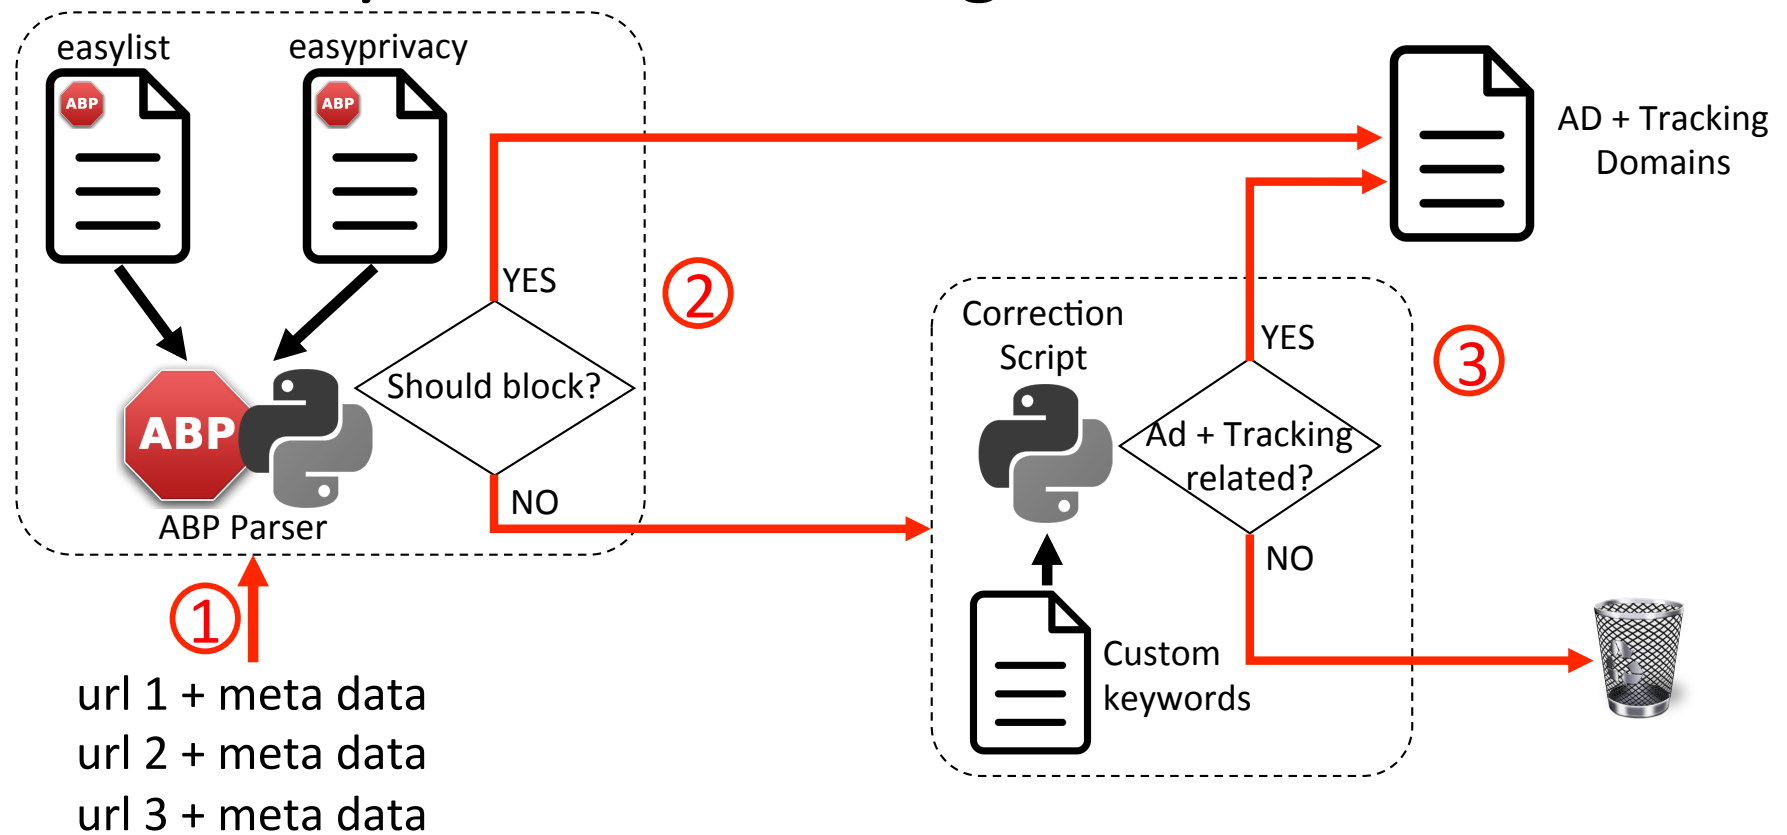 easylist
easyprivacy
ABP
ABP
AD + Tracking
Domains
YES
2
Should block?
ABP
NO
ABP Parser
Correction
Script
YES
3
Ad + Tracking
related?
NO
Custom
keywords
1
url 1 + meta data
url 2 + meta data
url 3 + meta data